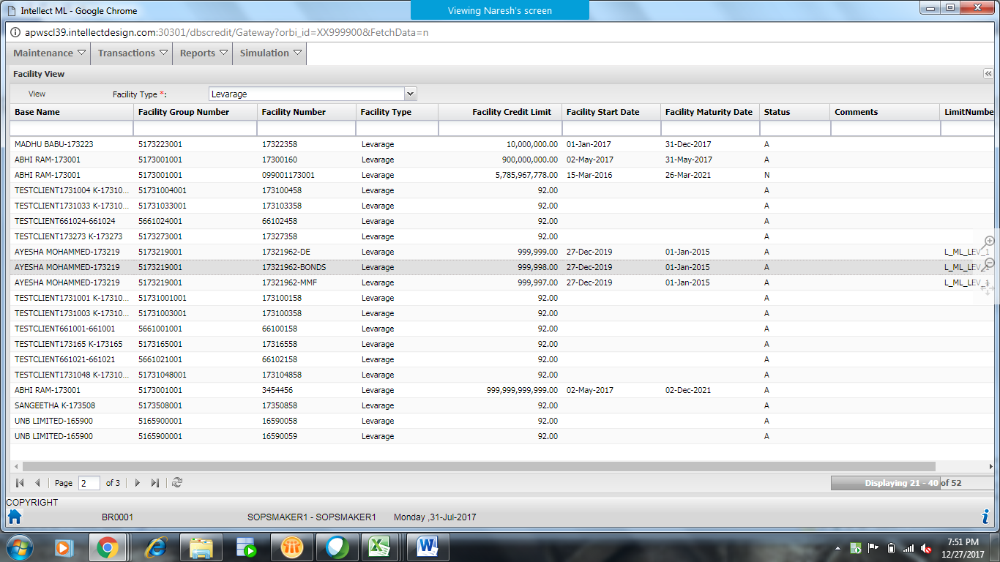 Intellect ML - Google Chrome
Viewing Naresh's screen
apwscl39.intellectdesign.com:30301/dbscredit/Gateway?orbi_id=XX999900&FetchData=n
Maintenance Transactions Reports Simulation
Facility View
View Facility Type *: Levarage
Base Name Facility Group Number Facility Number Facility Type Facility Credit Limit Facility Start Date Facility Maturity Date Status Comments LimitNumbe
MADHU BABU-173223 5173223001 17322358 Levarage 10,000,000.00 01-Jan-2017 31-Dec-2017 A
ABHI RAM-173001 5173001001 17300160 Levarage 900,000,000.00 02-May-2017 31-May-2017 A
ABHI RAM-173001 5173001001 099001173001 Levarage 5,785,967,778.00 15-Mar-2016 26-Mar-2021 N
TESTCLIENT1731004 K-17310... 51731004001 173100458 Levarage 92.00 A
TESTCLIENT1731033 K-17310... 51731033001 173103358 Levarage 92.00 A
TESTCLIENT661024-661024 5661024001 66102458 Levarage 92.00 A
TESTCLIENT173273 K-173273 5173273001 17327358 Levarage 92.00 A
AYESHA MOHAMMED-173219 5173219001 17321962-DE Levarage 999,999.00 27-Dec-2019 01-Jan-2015 A L_ML_LEV_1
AYESHA MOHAMMED-173219 5173219001 17321962-BONDS Levarage 999,998.00 27-Dec-2019 01-Jan-2015 A L_ML_LEV_1
AYESHA MOHAMMED-173219 5173219001 17321962-MMF Levarage 999,997.00 27-Dec-2019 01-Jan-2015 A L_ML_LEV_1
TESTCLIENT1731001 K-17310... 51731001001 173100158 Levarage 92.00 A
TESTCLIENT1731003 K-17310... 51731003001 173100358 Levarage 92.00 A
TESTCLIENT661001-661001 5661001001 66100158 Levarage 92.00 A
TESTCLIENT173165 K-173165 5173165001 17316558 Levarage 92.00 A
TESTCLIENT661021-661021 5661021001 66102158 Levarage 92.00 A
TESTCLIENT1731048 K-17310... 51731048001 173104858 Levarage 92.00 A
ABHI RAM-173001 5173001001 3454456 Levarage 999,999,999,999.00 02-May-2017 02-Dec-2021 A
SANGEETHA K-173508 5173508001 17350858 Levarage 92.00 A
UNB LIMITED-165900 5165900001 16590058 Levarage 92.00 A
UNB LIMITED-165900 5165900001 16590059 Levarage 92.00 A
Page 2 of 3 Displaying 21 - 40 of 52
COPYRIGHT
BR0001 SOPSMAKER1 - SOPSMAKER1 Monday ,31-Jul-2017
7:51 PM
12/27/2017